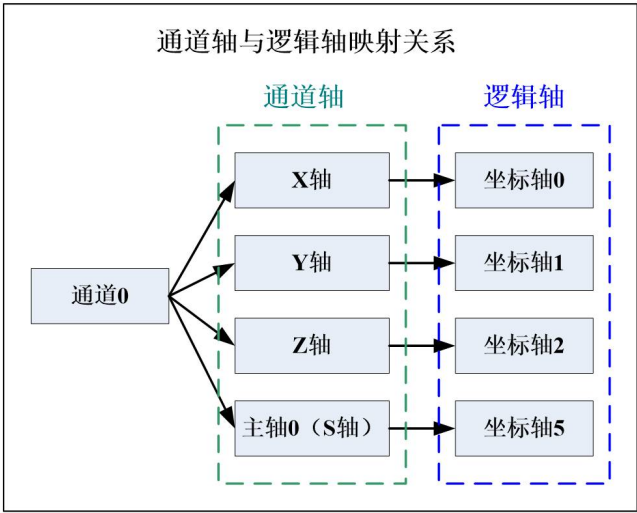 通道轴与逻辑轴映射关系
通道轴
逻辑轴
X轴
坐标轴0
Y轴
坐标轴1
通道0
Z轴
坐标轴2
主轴0（S轴）
坐标轴5